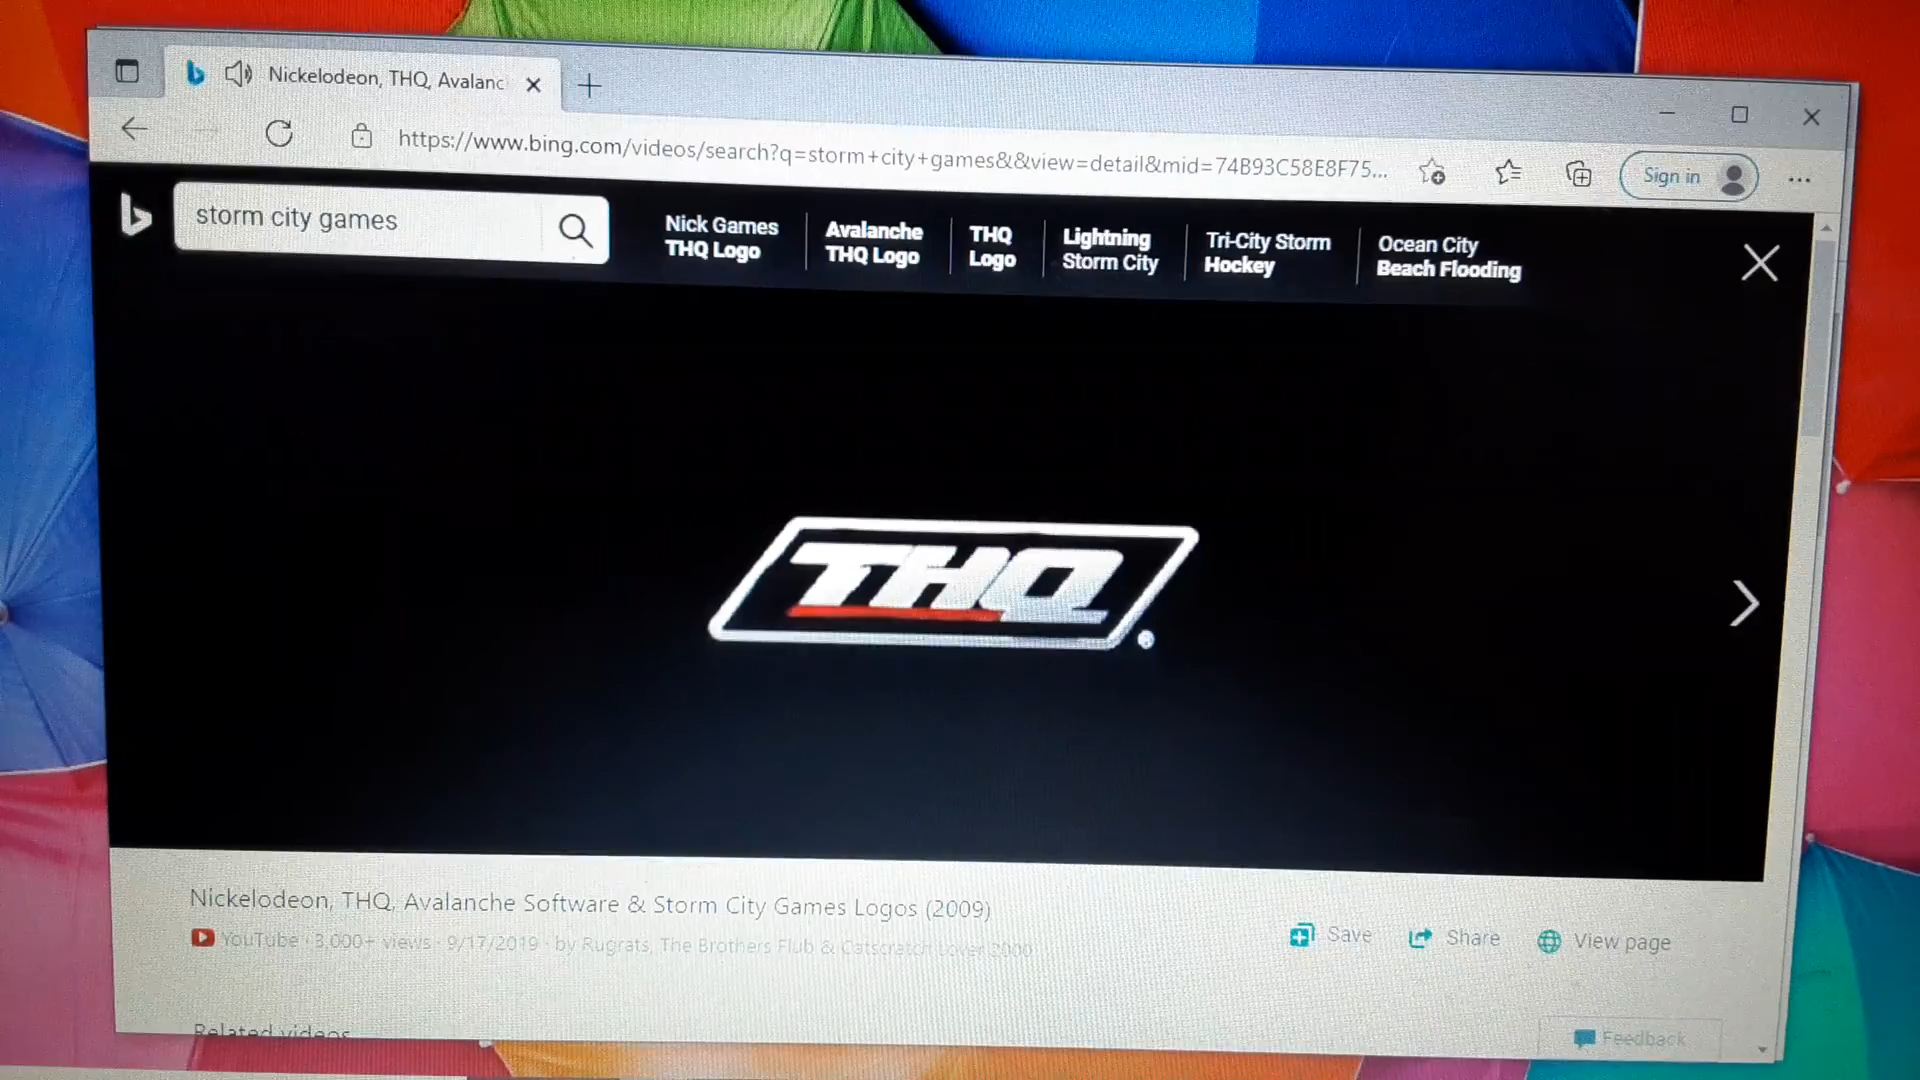 Nickelodeon, THQ, Avalanc
https://www.bing.com/videos/search?q=storm+city+games&&view=detail&mid=74B93C58E8F75...
Sign in
storm city games
Nick Games
THQ Logo
Avalanche
THQ Logo
THQ
Logo
Lightning
Storm City
Tri-City Storm
Hockey
Ocean City
Beach Flooding
THQ
®
Nickelodeon, THQ, Avalanche Software & Storm City Games Logos (2009)
YouTube · 3,000+ views · 9/17/2019 · by Rugrats, The Brothers Flub & Catscratch Lover 2000
Save
Share
View page
Related videos
Feedback